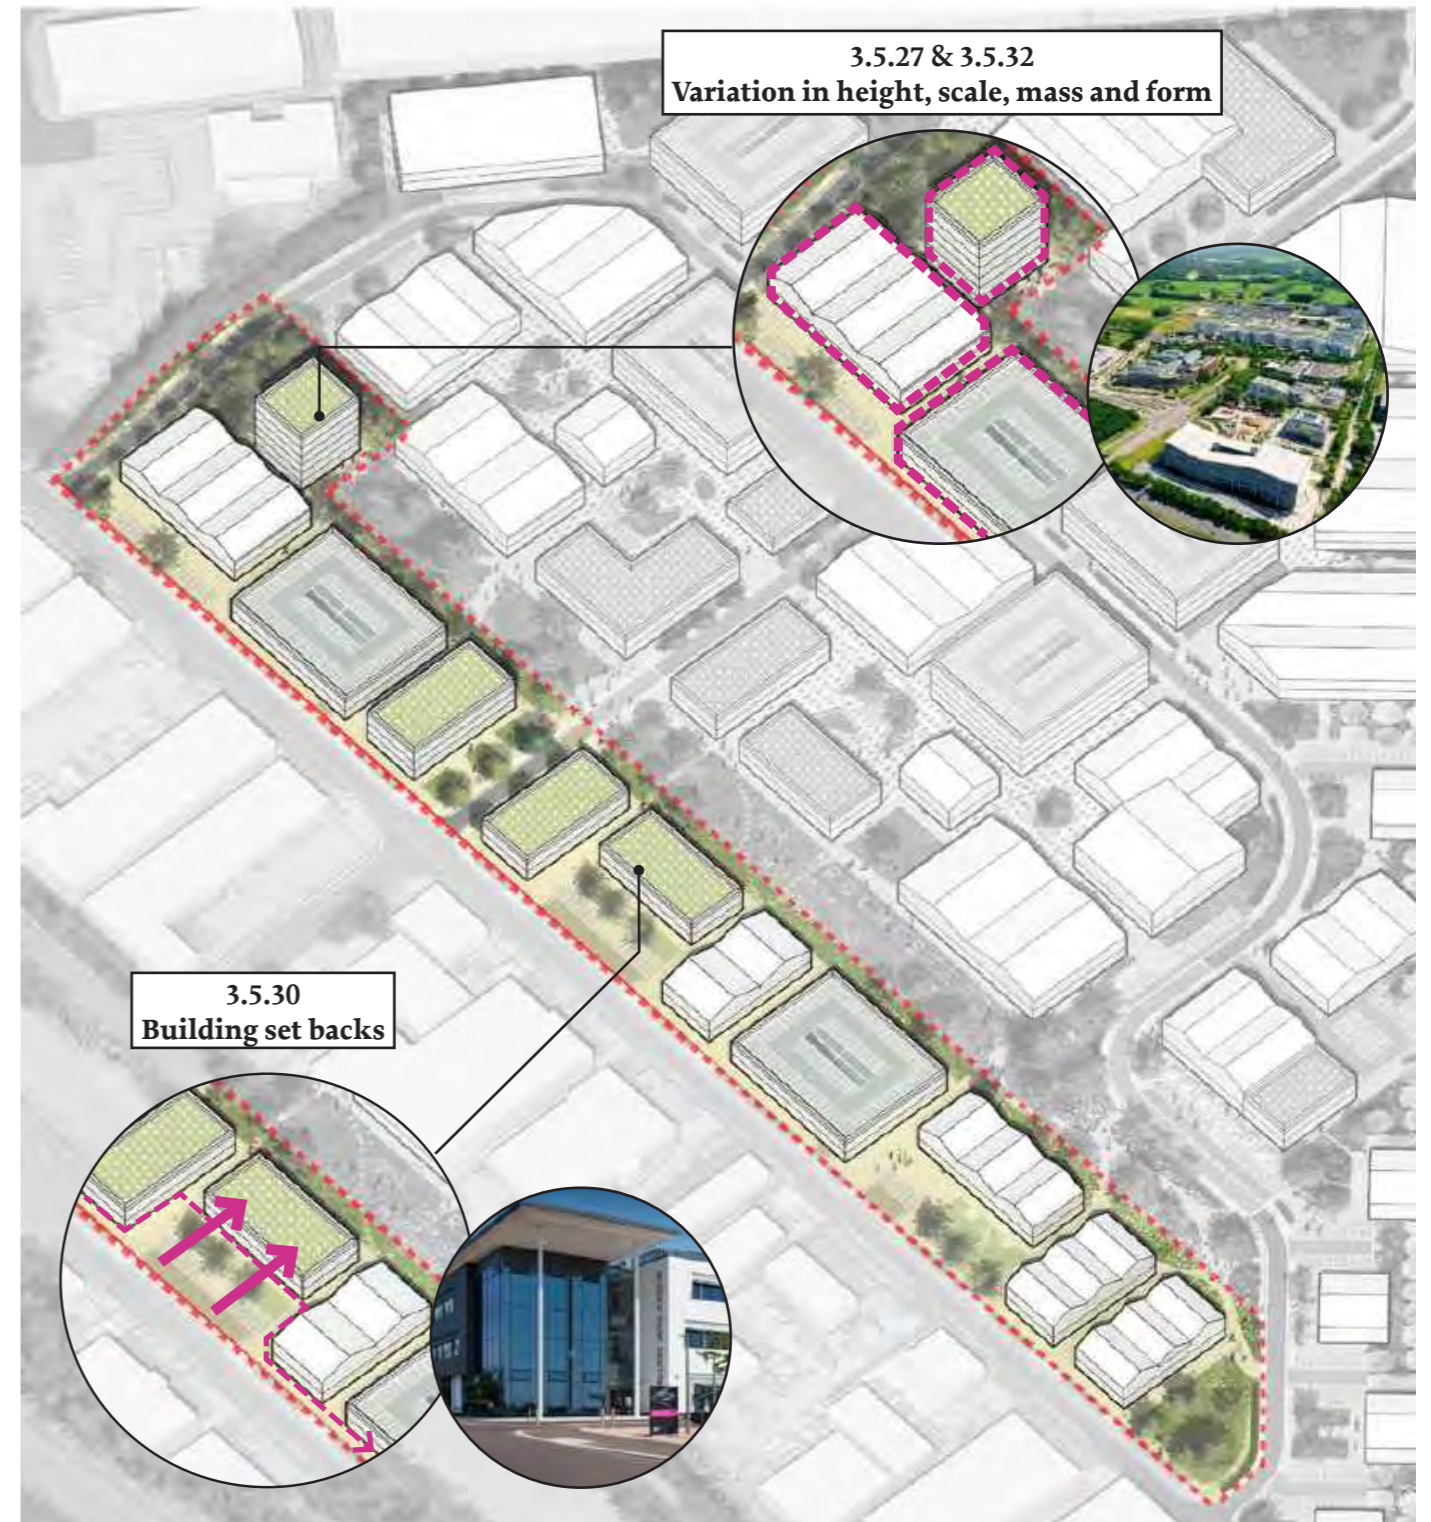 3.5.27 & 3.5.32
Variation in height, scale, mass and form
3.5.30
Building set backs